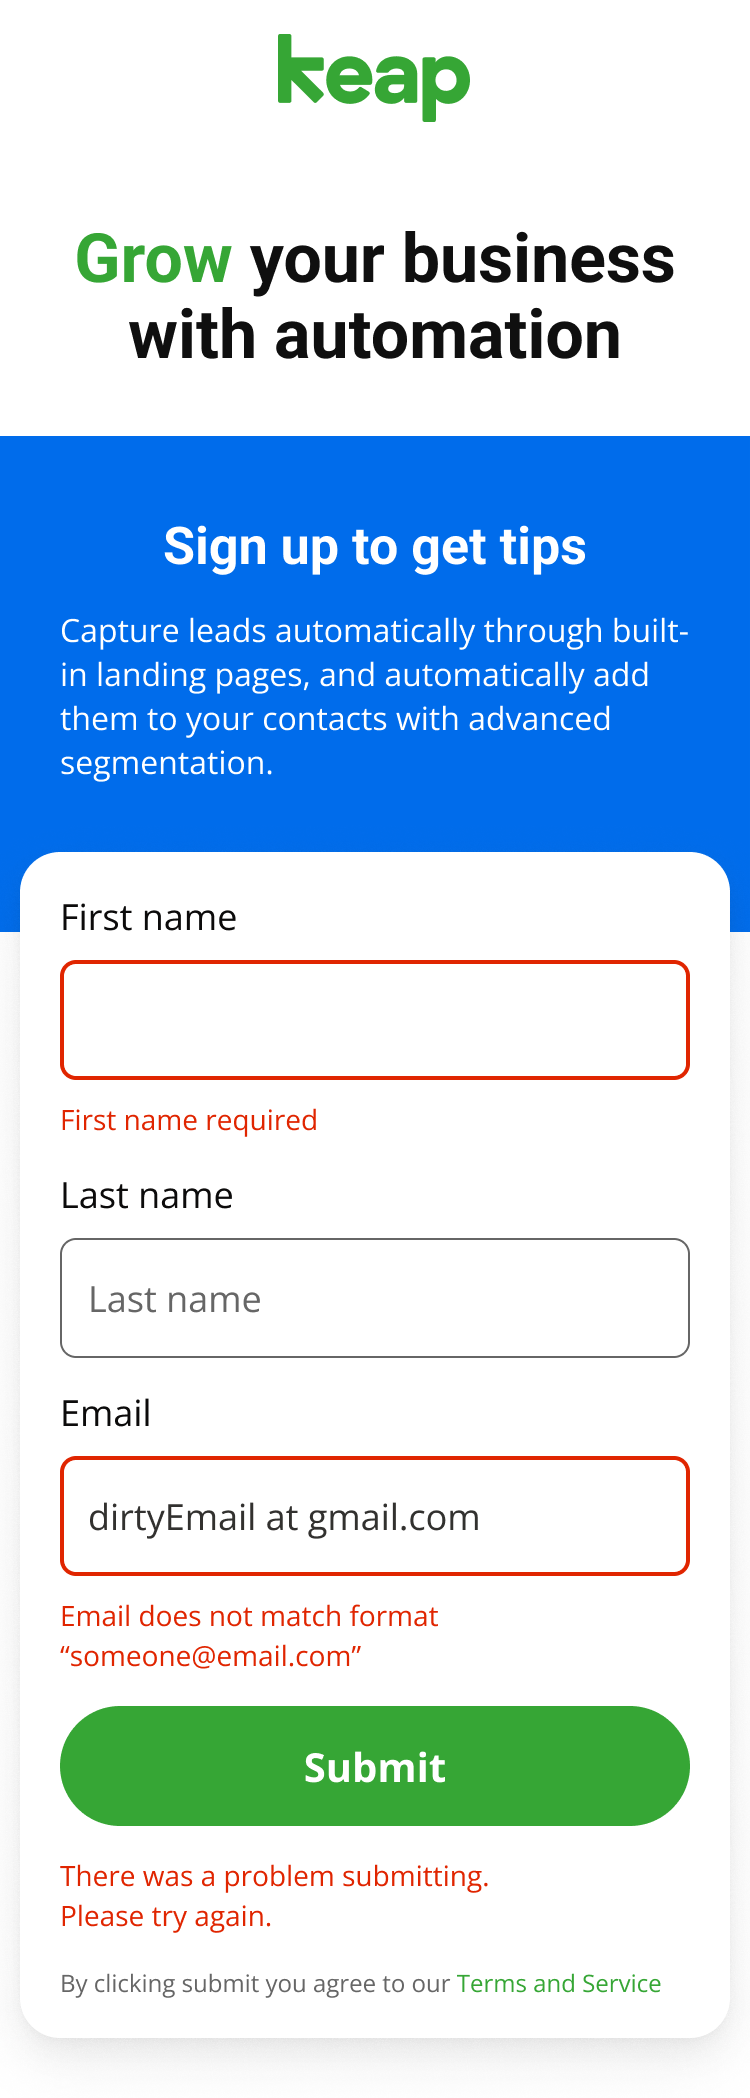 keap
Grow your business
with automation
Sign up to get tips
Capture leads automatically through built-
in landing pages, and automatically add
them to your contacts with advanced
segmentation.
First name
First name required
Last name
Last name
Email
dirtyEmail at gmail.com
Email does not match format
“someone@email.com”
Submit
There was a problem submitting.
Please try again.
By clicking submit you agree to our Terms and Service